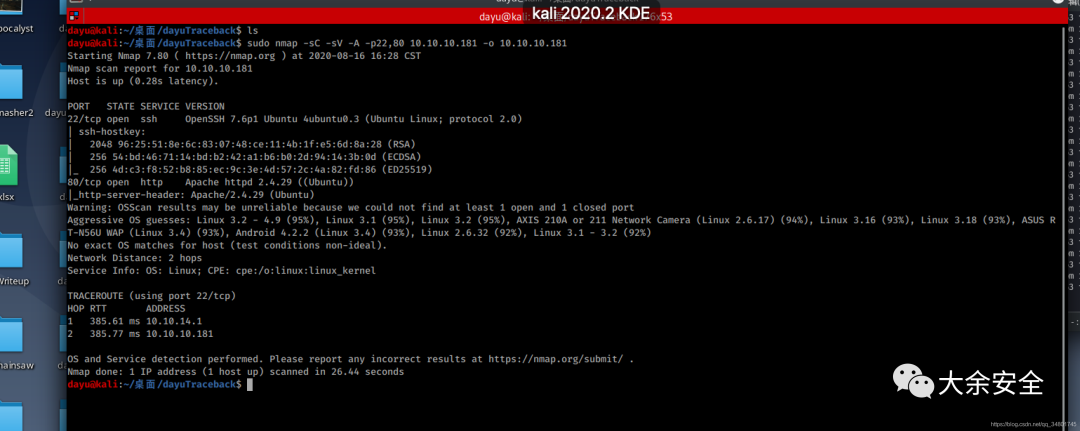 dayu@kali:
kali 2020.2 KDE
6x53
dayu@kali:~/桌面/dayuTraceback$ ls
dayu@kali:~/桌面/dayuTraceback$ sudo nmap -sC -sV -A -p22,80 10.10.10.181 -o 10.10.10.181
Starting Nmap 7.80 ( https://nmap.org ) at 2020-08-16 16:28 CST
Nmap scan report for 10.10.10.181
Host is up (0.28s latency).
PORT   STATE SERVICE VERSION
22/tcp open  ssh     OpenSSH 7.6p1 Ubuntu 4ubuntu0.3 (Ubuntu Linux; protocol 2.0)
| ssh-hostkey:
|   2048 96:25:51:8e:6c:83:07:48:ce:11:4b:1f:e5:6d:8a:28 (RSA)
|   256 54:bd:46:71:14:bd:b2:42:a1:b6:b0:2d:94:14:3b:0d (ECDSA)
|_  256 4d:c3:f8:52:b8:85:ec:9c:3e:4d:57:2c:4a:82:fd:86 (ED25519)
80/tcp open  http    Apache httpd 2.4.29 ((Ubuntu))
|_http-server-header: Apache/2.4.29 (Ubuntu)
Warning: OSScan results may be unreliable because we could not find at least 1 open and 1 closed port
Aggressive OS guesses: Linux 3.2 - 4.9 (95%), Linux 3.1 (95%), Linux 3.2 (95%), AXIS 210A or 211 Network Camera (Linux 2.6.17) (94%), Linux 3.16 (93%), Linux 3.18 (93%), ASUS R
T-N56U WAP (Linux 3.4) (93%), Android 4.2.2 (Linux 3.4) (93%), Linux 2.6.32 (92%), Linux 3.1 - 3.2 (92%)
No exact OS matches for host (test conditions non-ideal).
Network Distance: 2 hops
Service Info: OS: Linux; CPE: cpe:/o:linux:linux_kernel
TRACEROUTE (using port 22/tcp)
HOP RTT       ADDRESS
1   385.61 ms 10.10.14.1
2   385.77 ms 10.10.10.181
OS and Service detection performed. Please report any incorrect results at https://nmap.org/submit/ .
Nmap done: 1 IP address (1 host up) scanned in 26.44 seconds
dayu@kali:~/桌面/dayuTraceback$
pocalyst
masher2
dayu
xlsx
Writeup
mainsaw
大余安全